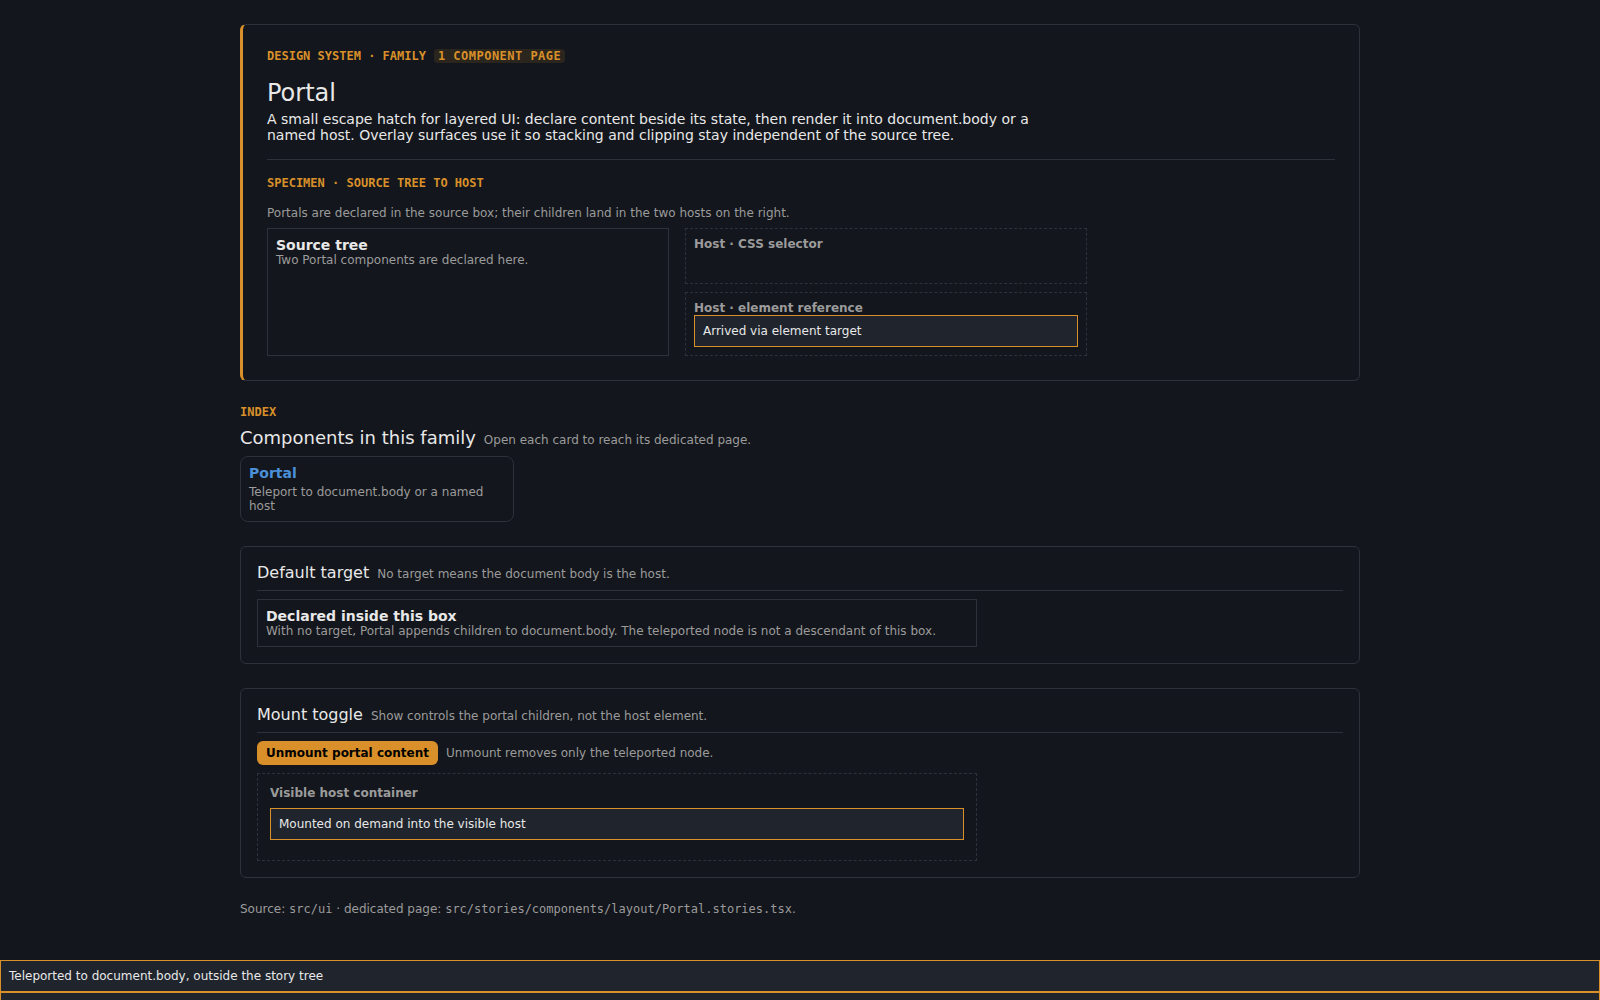 DESIGN SYSTEM · FAMILY 1 COMPONENT PAGE
Portal
A small escape hatch for layered UI: declare content beside its state, then render it into document.body or a
named host. Overlay surfaces use it so stacking and clipping stay independent of the source tree.
SPECIMEN · SOURCE TREE TO HOST
Portals are declared in the source box; their children land in the two hosts on the right.
Source tree
Two Portal components are declared here.
Host · CSS selector
Host · element reference
Arrived via element target
INDEX
Components in this family Open each card to reach its dedicated page.
Portal
Teleport to document.body or a named
host
Default target No target means the document body is the host.
Declared inside this box
With no target, Portal appends children to document.body. The teleported node is not a descendant of this box.
Mount toggle Show controls the portal children, not the host element.
Unmount portal content Unmount removes only the teleported node.
Visible host container
Mounted on demand into the visible host
Source: src/ui · dedicated page: src/stories/components/layout/Portal.stories.tsx.
Teleported to document.body, outside the story tree